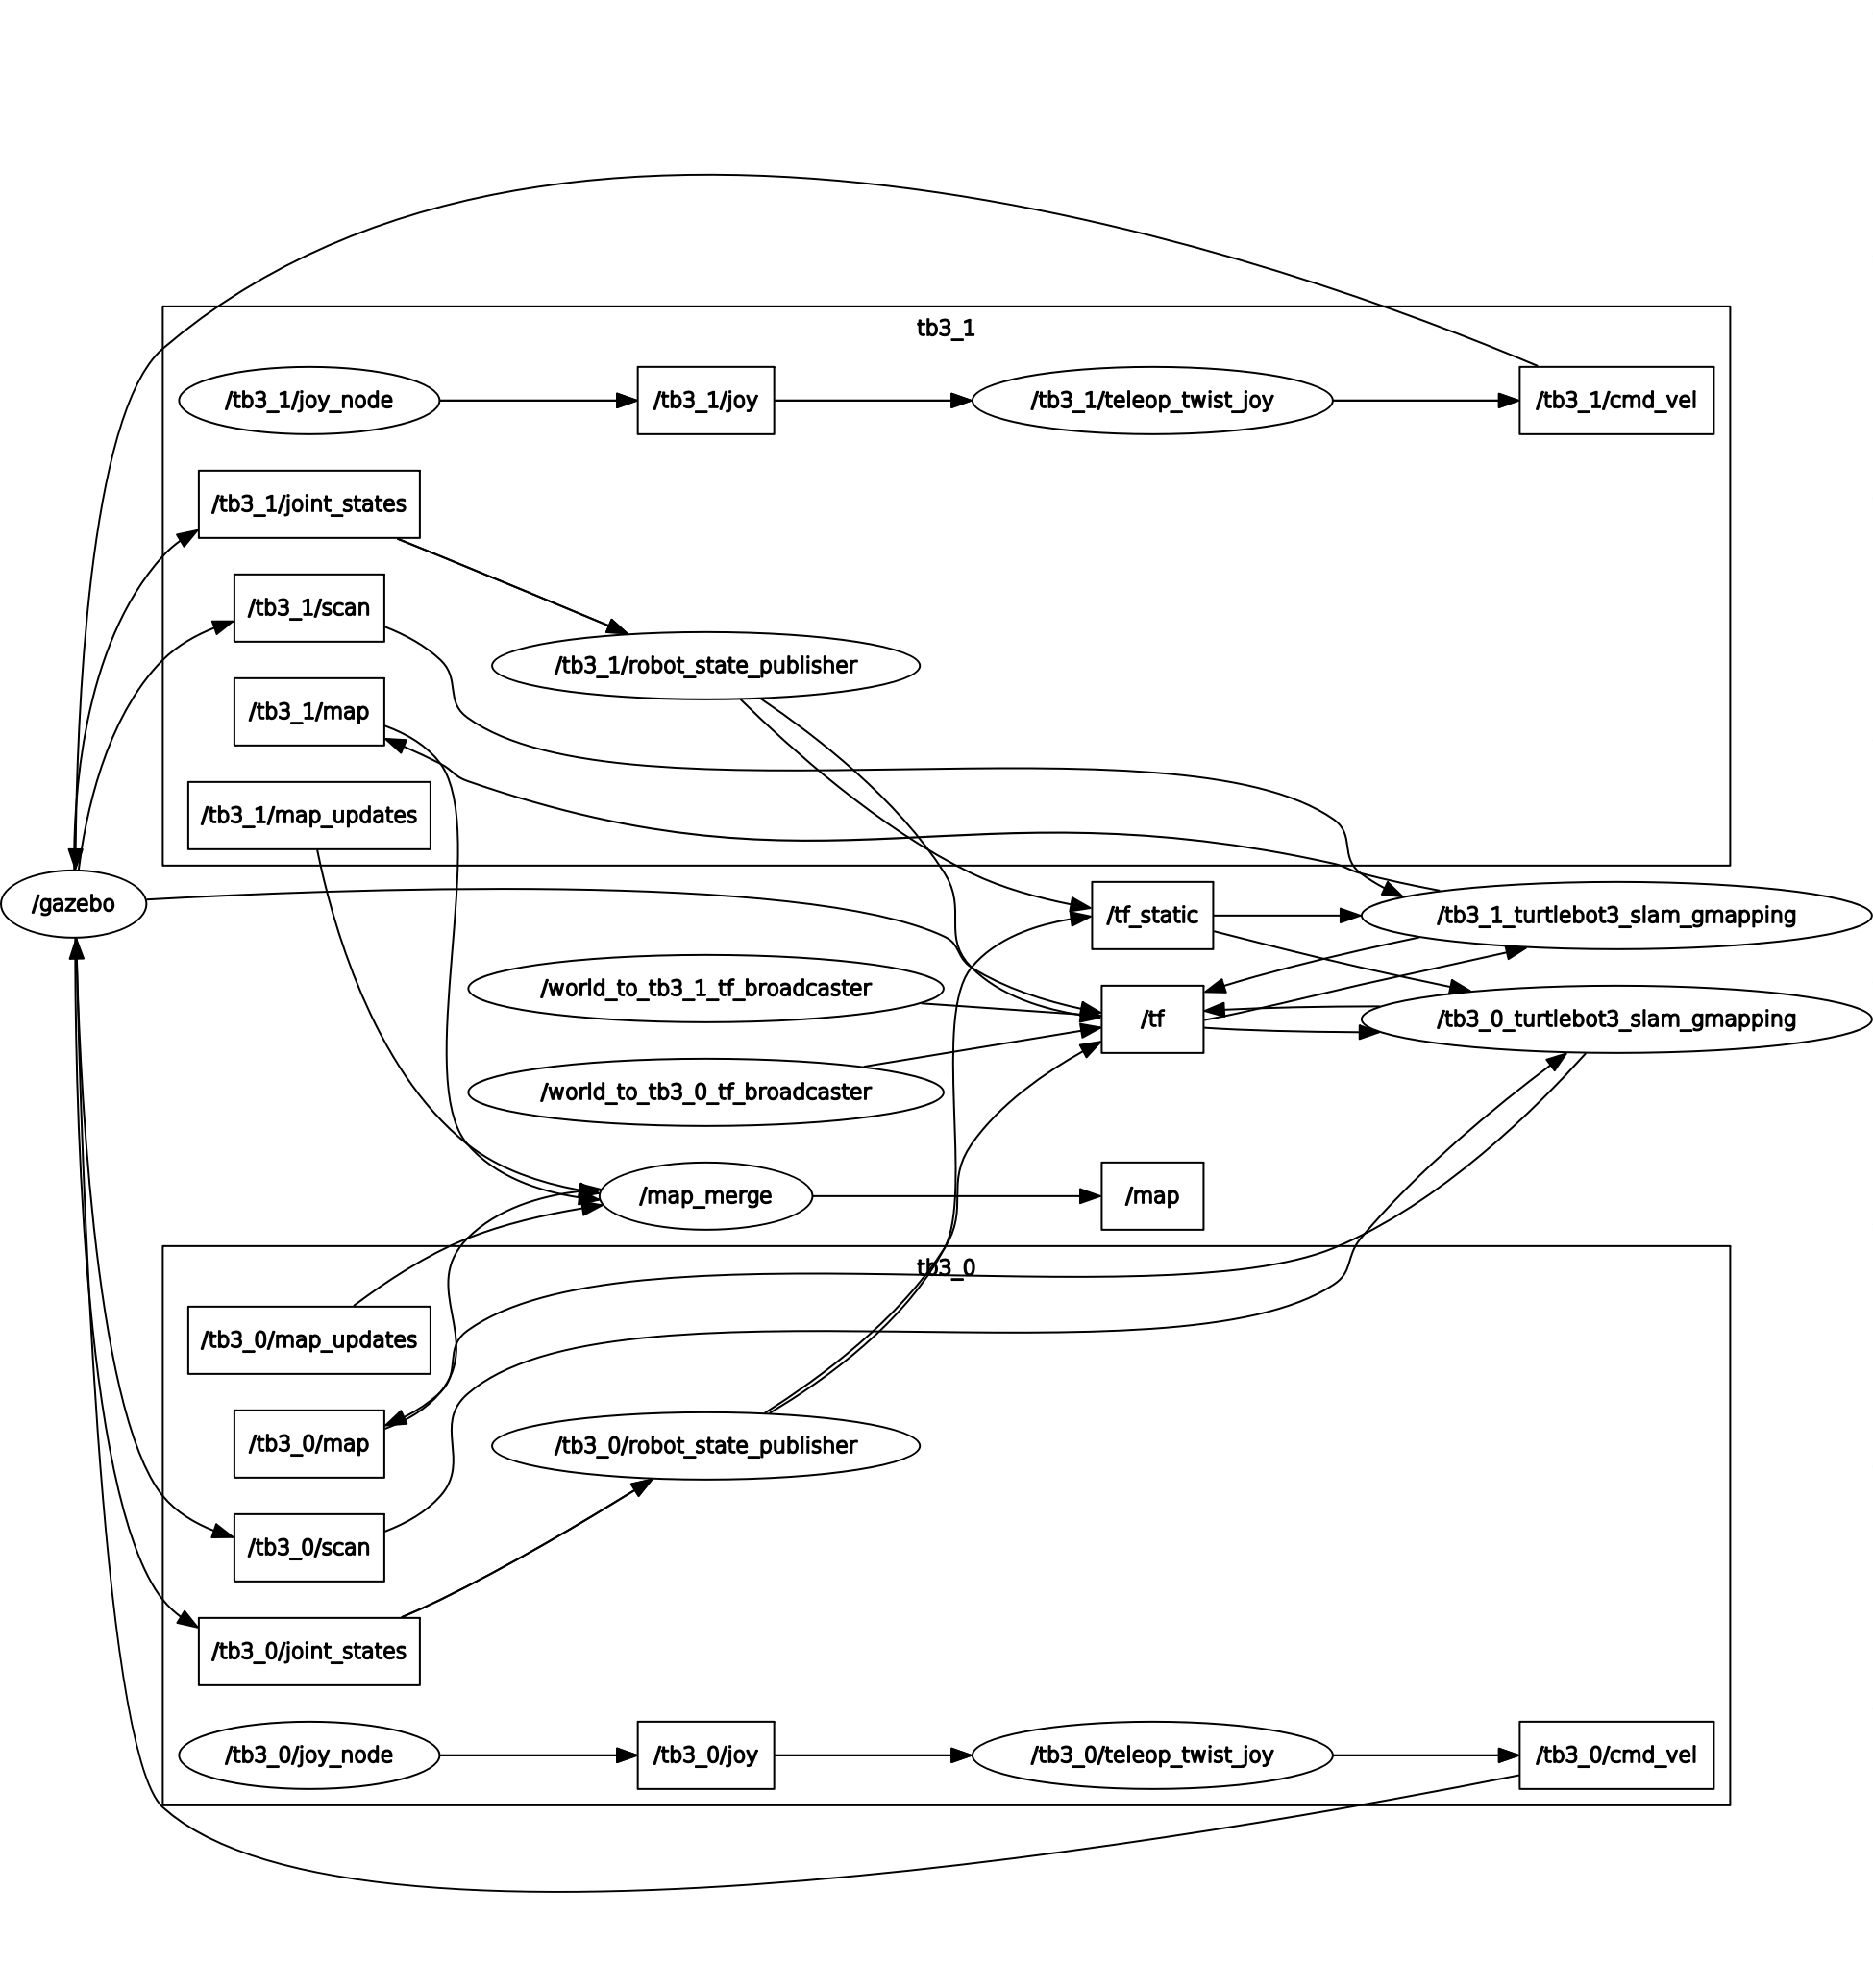 tb3_1
/tb3_1/joy_node
/tb3_1/joy
/tb3_1/teleop_twist_joy
/tb3_1/cmd_vel
/tb3_1/joint_states
/tb3_1/scan
/tb3_1/robot_state_publisher
/tb3_1/map
/tb3_1/map_updates
/gazebo
/tf_static
/tb3_1_turtlebot3_slam_gmapping
/world_to_tb3_1_tf_broadcaster
/tf
/tb3_0_turtlebot3_slam_gmapping
/world_to_tb3_0_tf_broadcaster
/map_merge
/map
tb3_0
/tb3_0/map_updates
/tb3_0/map
/tb3_0/robot_state_publisher
/tb3_0/scan
/tb3_0/joint_states
/tb3_0/joy_node
/tb3_0/joy
/tb3_0/teleop_twist_joy
/tb3_0/cmd_vel